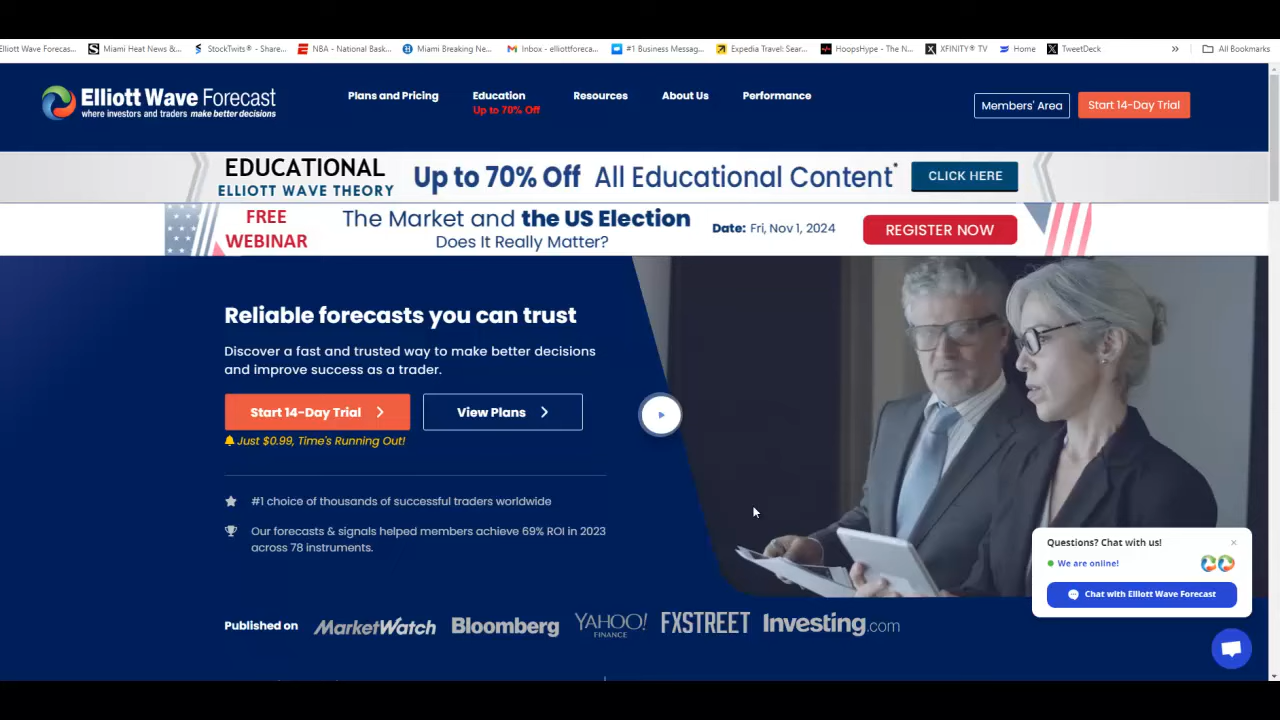 Elliott Wave Forecas...
Miami Heat News &...
StockTwits® - Share...
NBA - National Bask...
Miami Breaking Ne...
Inbox - elliottforeca...
#1 Business Messag...
Expedia Travel: Sear...
HoopsHype - The N...
XFINITY® TV
Home
TweetDeck
»
All Bookmarks
Elliott Wave Forecast
where investors and traders make better decisions
Plans and Pricing
Education
Up to 70% Off
Resources
About Us
Performance
Members' Area
Start 14-Day Trial
EDUCATIONAL
ELLIOTT WAVE THEORY
Up to 70% Off All Educational Content*
CLICK HERE
FREE
WEBINAR
The Market and the US Election
Does It Really Matter?
Date: Fri, Nov 1, 2024
REGISTER NOW
Reliable forecasts you can trust
Discover a fast and trusted way to make better decisions
and improve success as a trader.
Start 14-Day Trial
View Plans
Just $0.99, Time's Running Out!
#1 choice of thousands of successful traders worldwide
Our forecasts & signals helped members achieve 69% ROI in 2023
across 78 instruments.
Questions? Chat with us!
We are online!
Chat with Elliott Wave Forecast
Published on
MarketWatch
Bloomberg
YAHOO!
FINANCE
FXSTREET
Investing.com